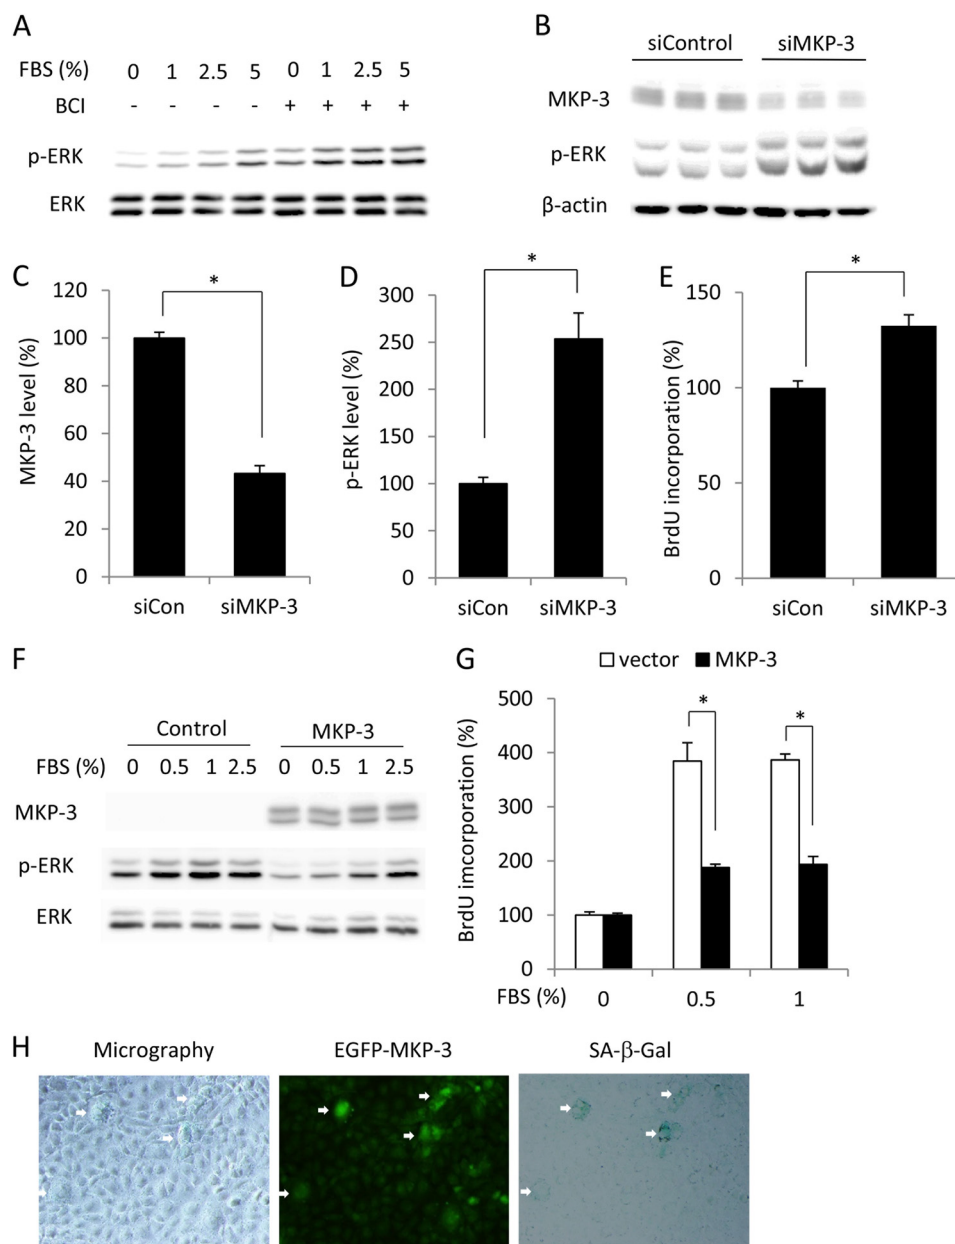 A
FBS (%) 0 1 2.5 5 0 1 2.5 5
BCI - - - - + + + +
p-ERK
ERK
B
siControl siMKP-3
MKP-3
p-ERK
β-actin
C
MKP-3 level (%)
120
100
80
60
40
20
0
*
siCon siMKP-3
D
p-ERK level (%)
300
250
200
150
100
50
0
*
siCon siMKP-3
E
BrdU incorporation (%)
150
100
50
0
*
siCon siMKP-3
F
Control MKP-3
FBS (%) 0 0.5 1 2.5 0 0.5 1 2.5
MKP-3
p-ERK
ERK
G
vector MKP-3
BrdU imcorporation (%)
500
400
300
200
100
0
* *
FBS (%) 0 0.5 1
H
Micrography EGFP-MKP-3 SA-β-Gal